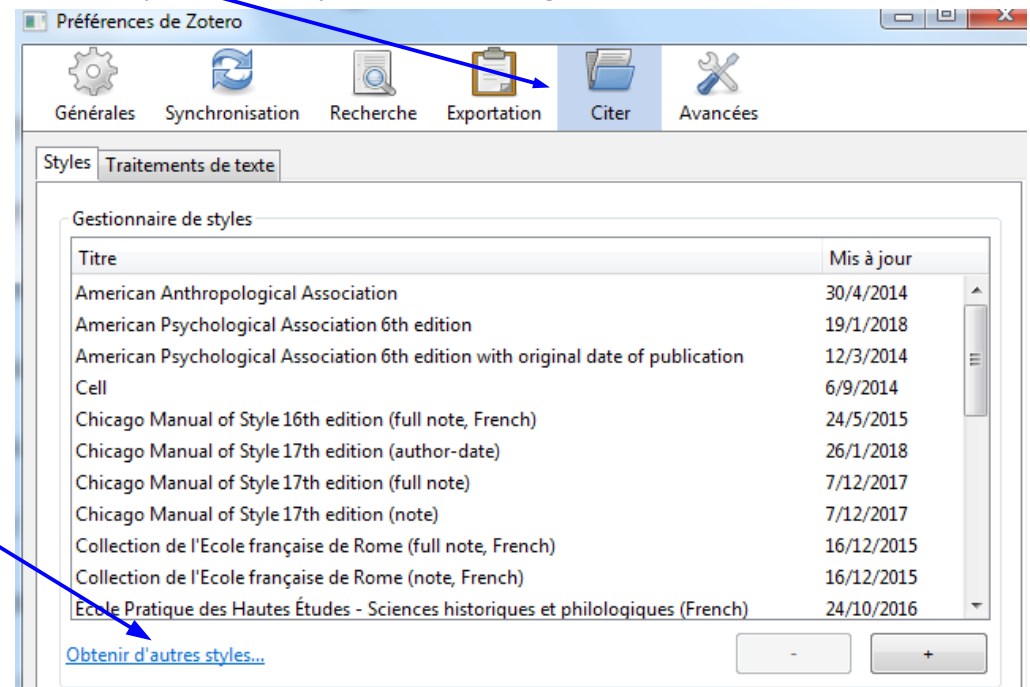 Préférences de Zotero
Générales Synchronisation Recherche Exportation Citer Avancées
Styles Traitements de texte
Gestionnaire de styles
Titre Mis à jour
American Anthropological Association 30/4/2014
American Psychological Association 6th edition 19/1/2018
American Psychological Association 6th edition with original date of publication 12/3/2014
Cell 6/9/2014
Chicago Manual of Style 16th edition (full note, French) 24/5/2015
Chicago Manual of Style 17th edition (author-date) 26/1/2018
Chicago Manual of Style 17th edition (full note) 7/12/2017
Chicago Manual of Style 17th edition (note) 7/12/2017
Collection de l'Ecole française de Rome (full note, French) 16/12/2015
Collection de l'Ecole française de Rome (note, French) 16/12/2015
Ecole Pratique des Hautes Études - Sciences historiques et philologiques (French) 24/10/2016
Obtenir d'autres styles... - +